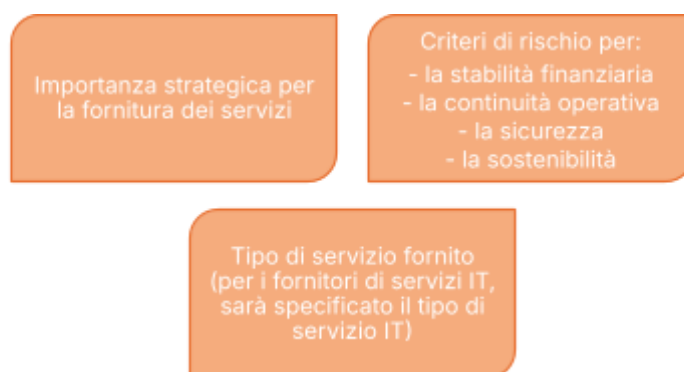 Importanza strategica per
la fornitura dei servizi
Criteri di rischio per:
- la stabilità finanziaria
- la continuità operativa
- la sicurezza
- la sostenibilità
Tipo di servizio fornito
(per i fornitori di servizi IT,
sarà specificato il tipo di
servizio IT)